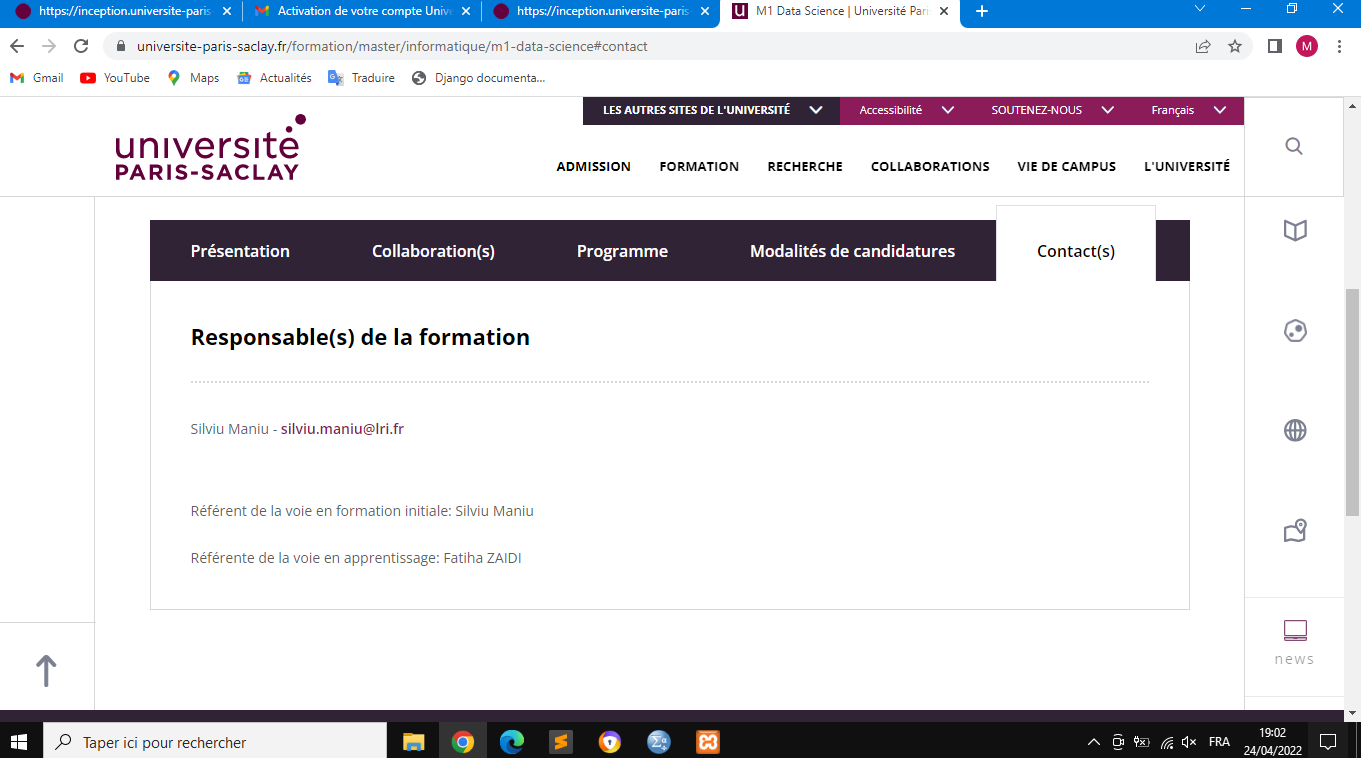 https://inception.universite-paris
Activation de votre compte Unive
https://inception.universite-paris
M1 Data Science | Université Pari
universite-paris-saclay.fr/formation/master/informatique/m1-data-science#contact
M
Gmail
YouTube
Maps
Actualités
Traduire
Django documenta...
LES AUTRES SITES DE L'UNIVERSITÉ
Accessibilité
SOUTENEZ-NOUS
Français
université
PARIS-SACLAY
ADMISSION
FORMATION
RECHERCHE
COLLABORATIONS
VIE DE CAMPUS
L'UNIVERSITÉ
Présentation
Collaboration(s)
Programme
Modalités de candidatures
Contact(s)
Responsable(s) de la formation
Silviu Maniu - silviu.maniu@lri.fr
Référent de la voie en formation initiale: Silviu Maniu
Référente de la voie en apprentissage: Fatiha ZAIDI
news
Taper ici pour rechercher
FRA
19:02
24/04/2022